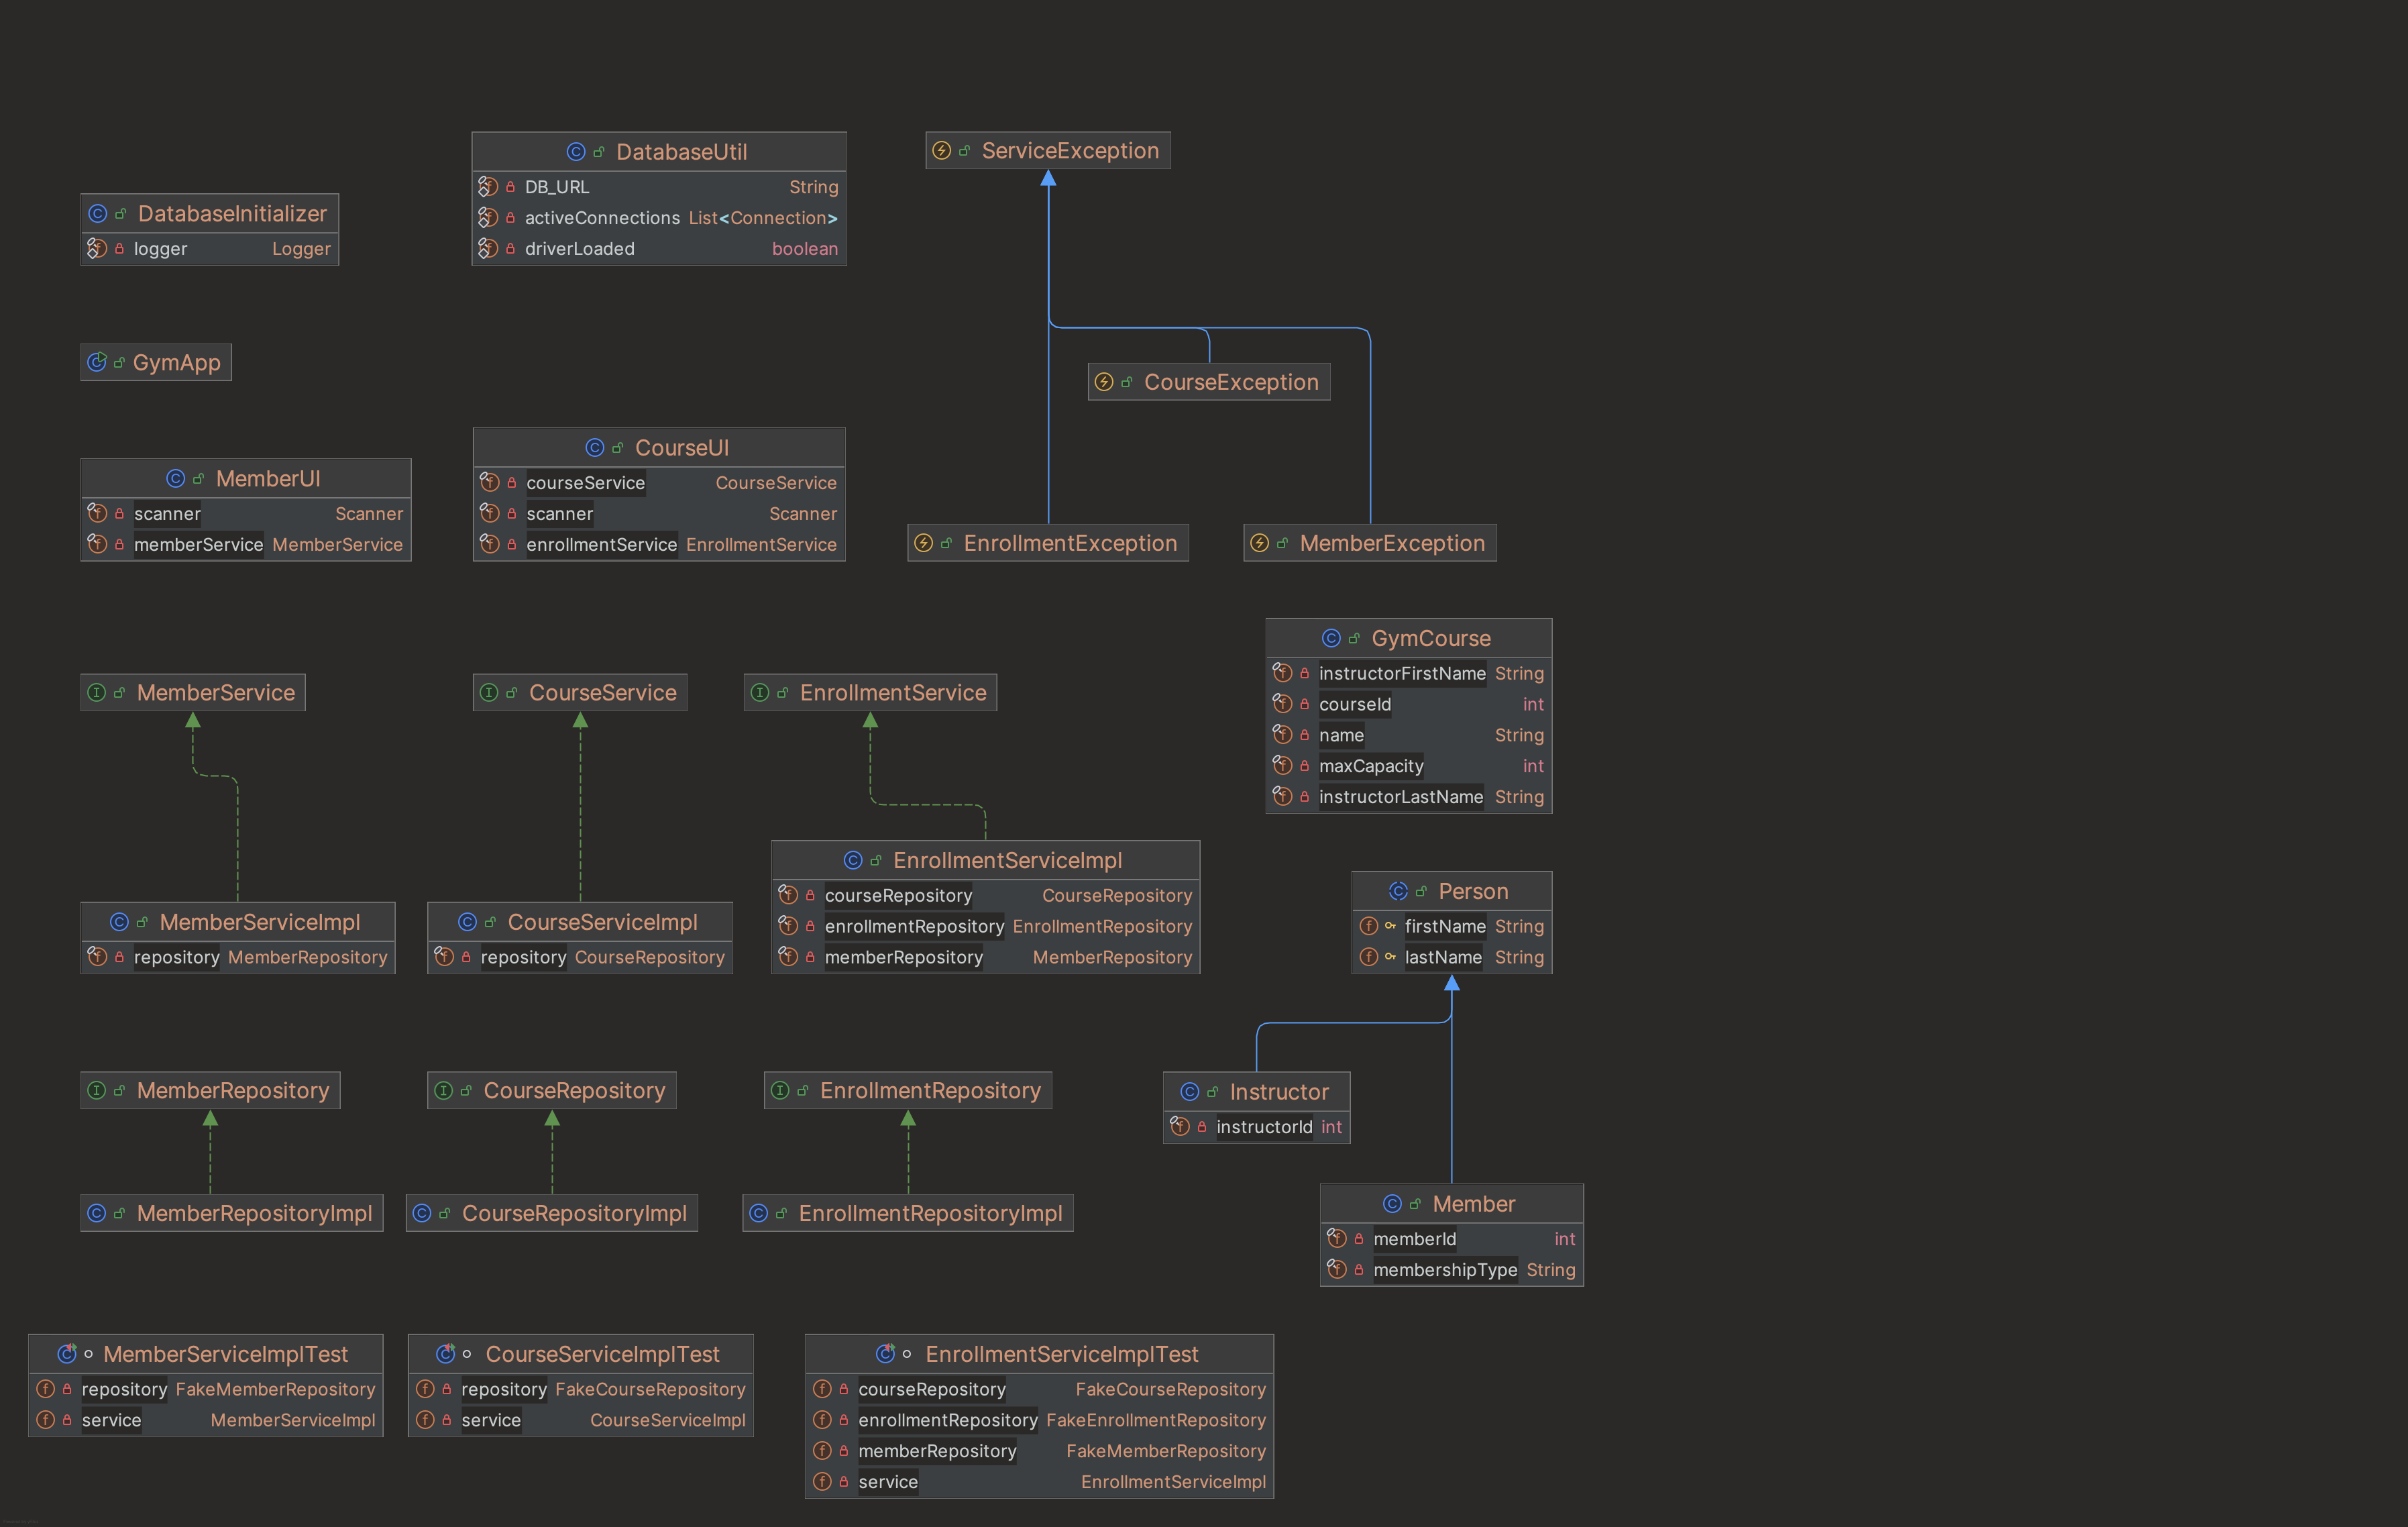 DatabaseUtil
DB_URL String
activeConnections List<Connection>
driverLoaded boolean
ServiceException
DatabaseInitializer
logger Logger
GymApp
CourseException
CourseUI
courseService CourseService
scanner Scanner
enrollmentService EnrollmentService
MemberUI
scanner Scanner
memberService MemberService
EnrollmentException
MemberException
GymCourse
instructorFirstName String
courseId int
name String
maxCapacity int
instructorLastName String
MemberService
CourseService
EnrollmentService
EnrollmentServiceImpl
courseRepository CourseRepository
enrollmentRepository EnrollmentRepository
memberRepository MemberRepository
Person
firstName String
lastName String
MemberServiceImpl
repository MemberRepository
CourseServiceImpl
repository CourseRepository
MemberRepository
CourseRepository
EnrollmentRepository
Instructor
instructorId int
MemberRepositoryImpl
CourseRepositoryImpl
EnrollmentRepositoryImpl
Member
memberId int
membershipType String
MemberServiceImplTest
repository FakeMemberRepository
service MemberServiceImpl
CourseServiceImplTest
repository FakeCourseRepository
service CourseServiceImpl
EnrollmentServiceImplTest
courseRepository FakeCourseRepository
enrollmentRepository FakeEnrollmentRepository
memberRepository FakeMemberRepository
service EnrollmentServiceImpl